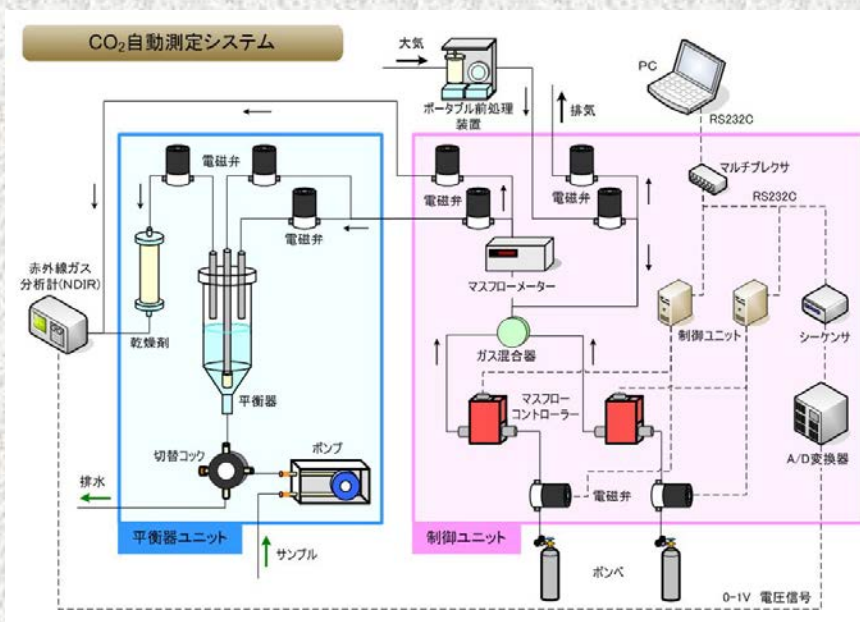 CO₂自動測定システム
大気
ポータブル前処理
装置
排気
PC
RS232C
マルチプレクサ
RS232C
電磁弁
電磁弁
電磁弁
電磁弁
マスフローメーター
赤外線ガス
分析計(NDIR)
乾燥剤
平衡器
ガス混合器
制御ユニット
シーケンサ
マスフロー
コントローラー
A/D変換器
切替コック
ポンプ
排水
電磁弁
平衡器ユニット
サンプル
制御ユニット
ボンベ
0-1V 電圧信号